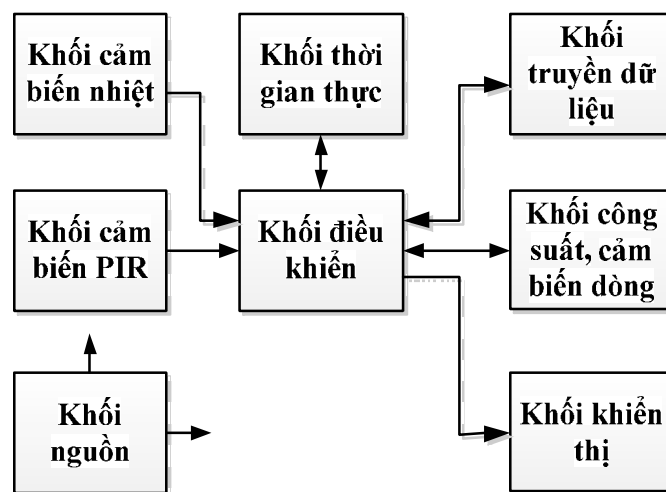 Khối cảm
biến nhiệt
Khối thời
gian thực
Khối
truyền dữ
liệu
Khối cảm
biến PIR
Khối điều
khiển
Khối công
suất, cảm
biến dòng
Khối
nguồn
Khối khiển
thị